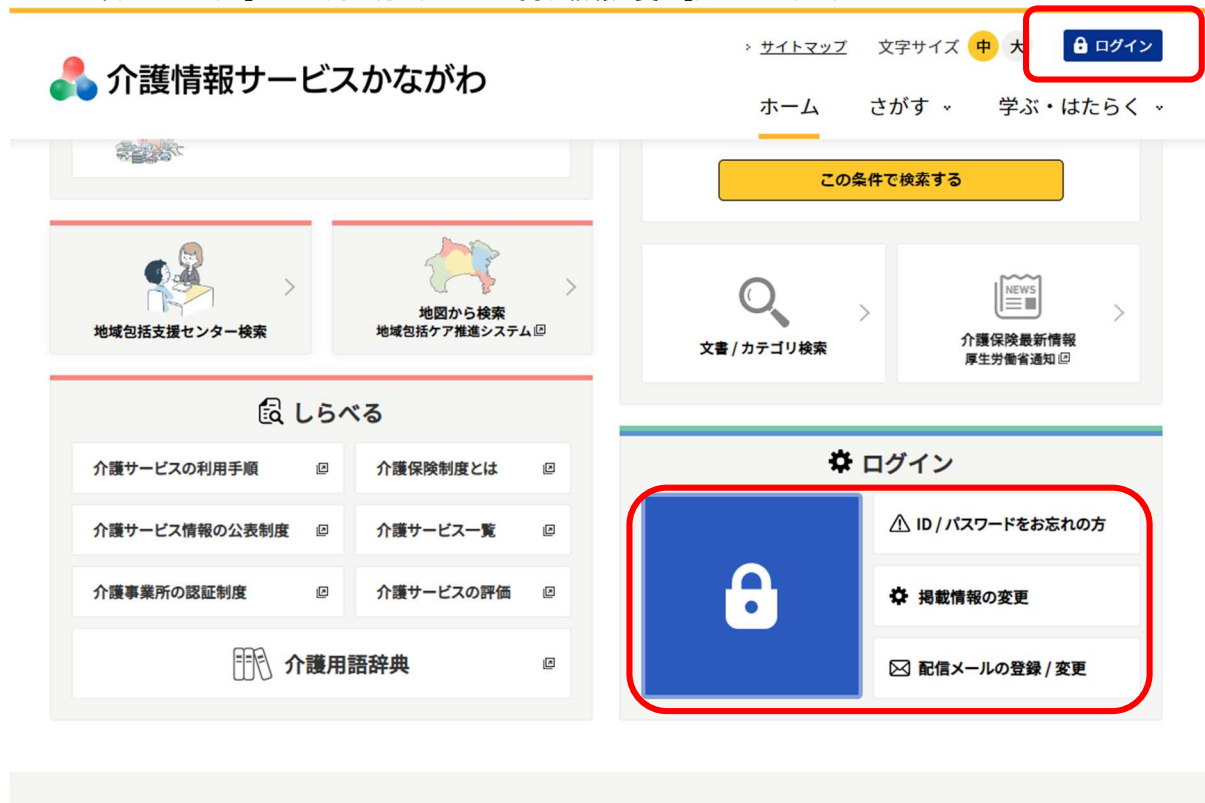 サイトマップ 文字サイズ 中 大 ログイン
介護情報サービスかながわ
ホーム さがす 学ぶ・はたらく
この条件で検索する
地域包括支援センター検索
地図から検索
地域包括ケア推進システム
文書 / カテゴリ検索
NEWS
介護保険最新情報
厚生労働省通知
しらべる
介護サービスの利用手順 介護保険制度とは
介護サービス情報の公表制度 介護サービス一覧
介護事業所の認証制度 介護サービスの評価
介護用語辞典
ログイン
ID / パスワードをお忘れの方
掲載情報の変更
配信メールの登録 / 変更